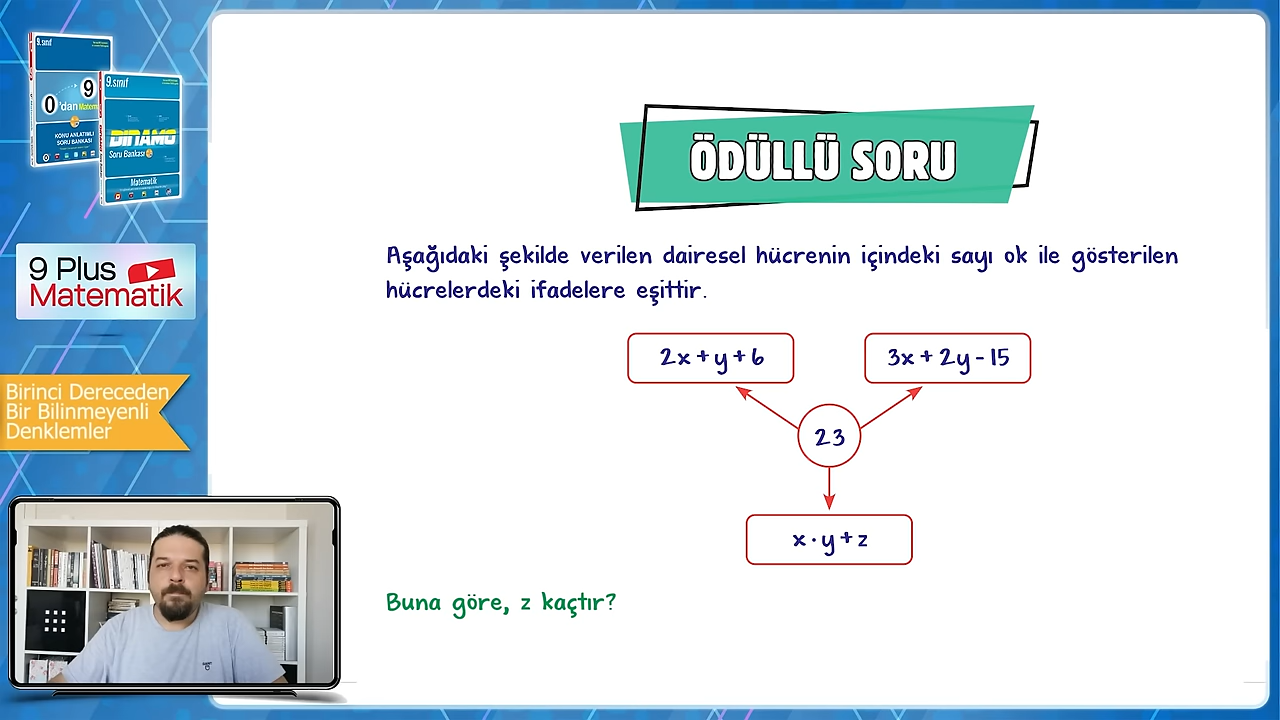 9.sınıf
0'dan 9
KONU ANLATIMLI
SORU BANKASI
9.sınıf
DİNAMO
Soru Bankası
Matematik
9 Plus
Matematik
Birinci Dereceden
Bir Bilinmeyenli
Denklemler
ÖDÜLLÜ SORU
Aşağıdaki şekilde verilen dairesel hücrenin içindeki sayı ok ile gösterilen
hücrelerdeki ifadelere eşittir.
2x+y+6
3x+2y-15
23
x·y+z
Buna göre, z kaçtır?